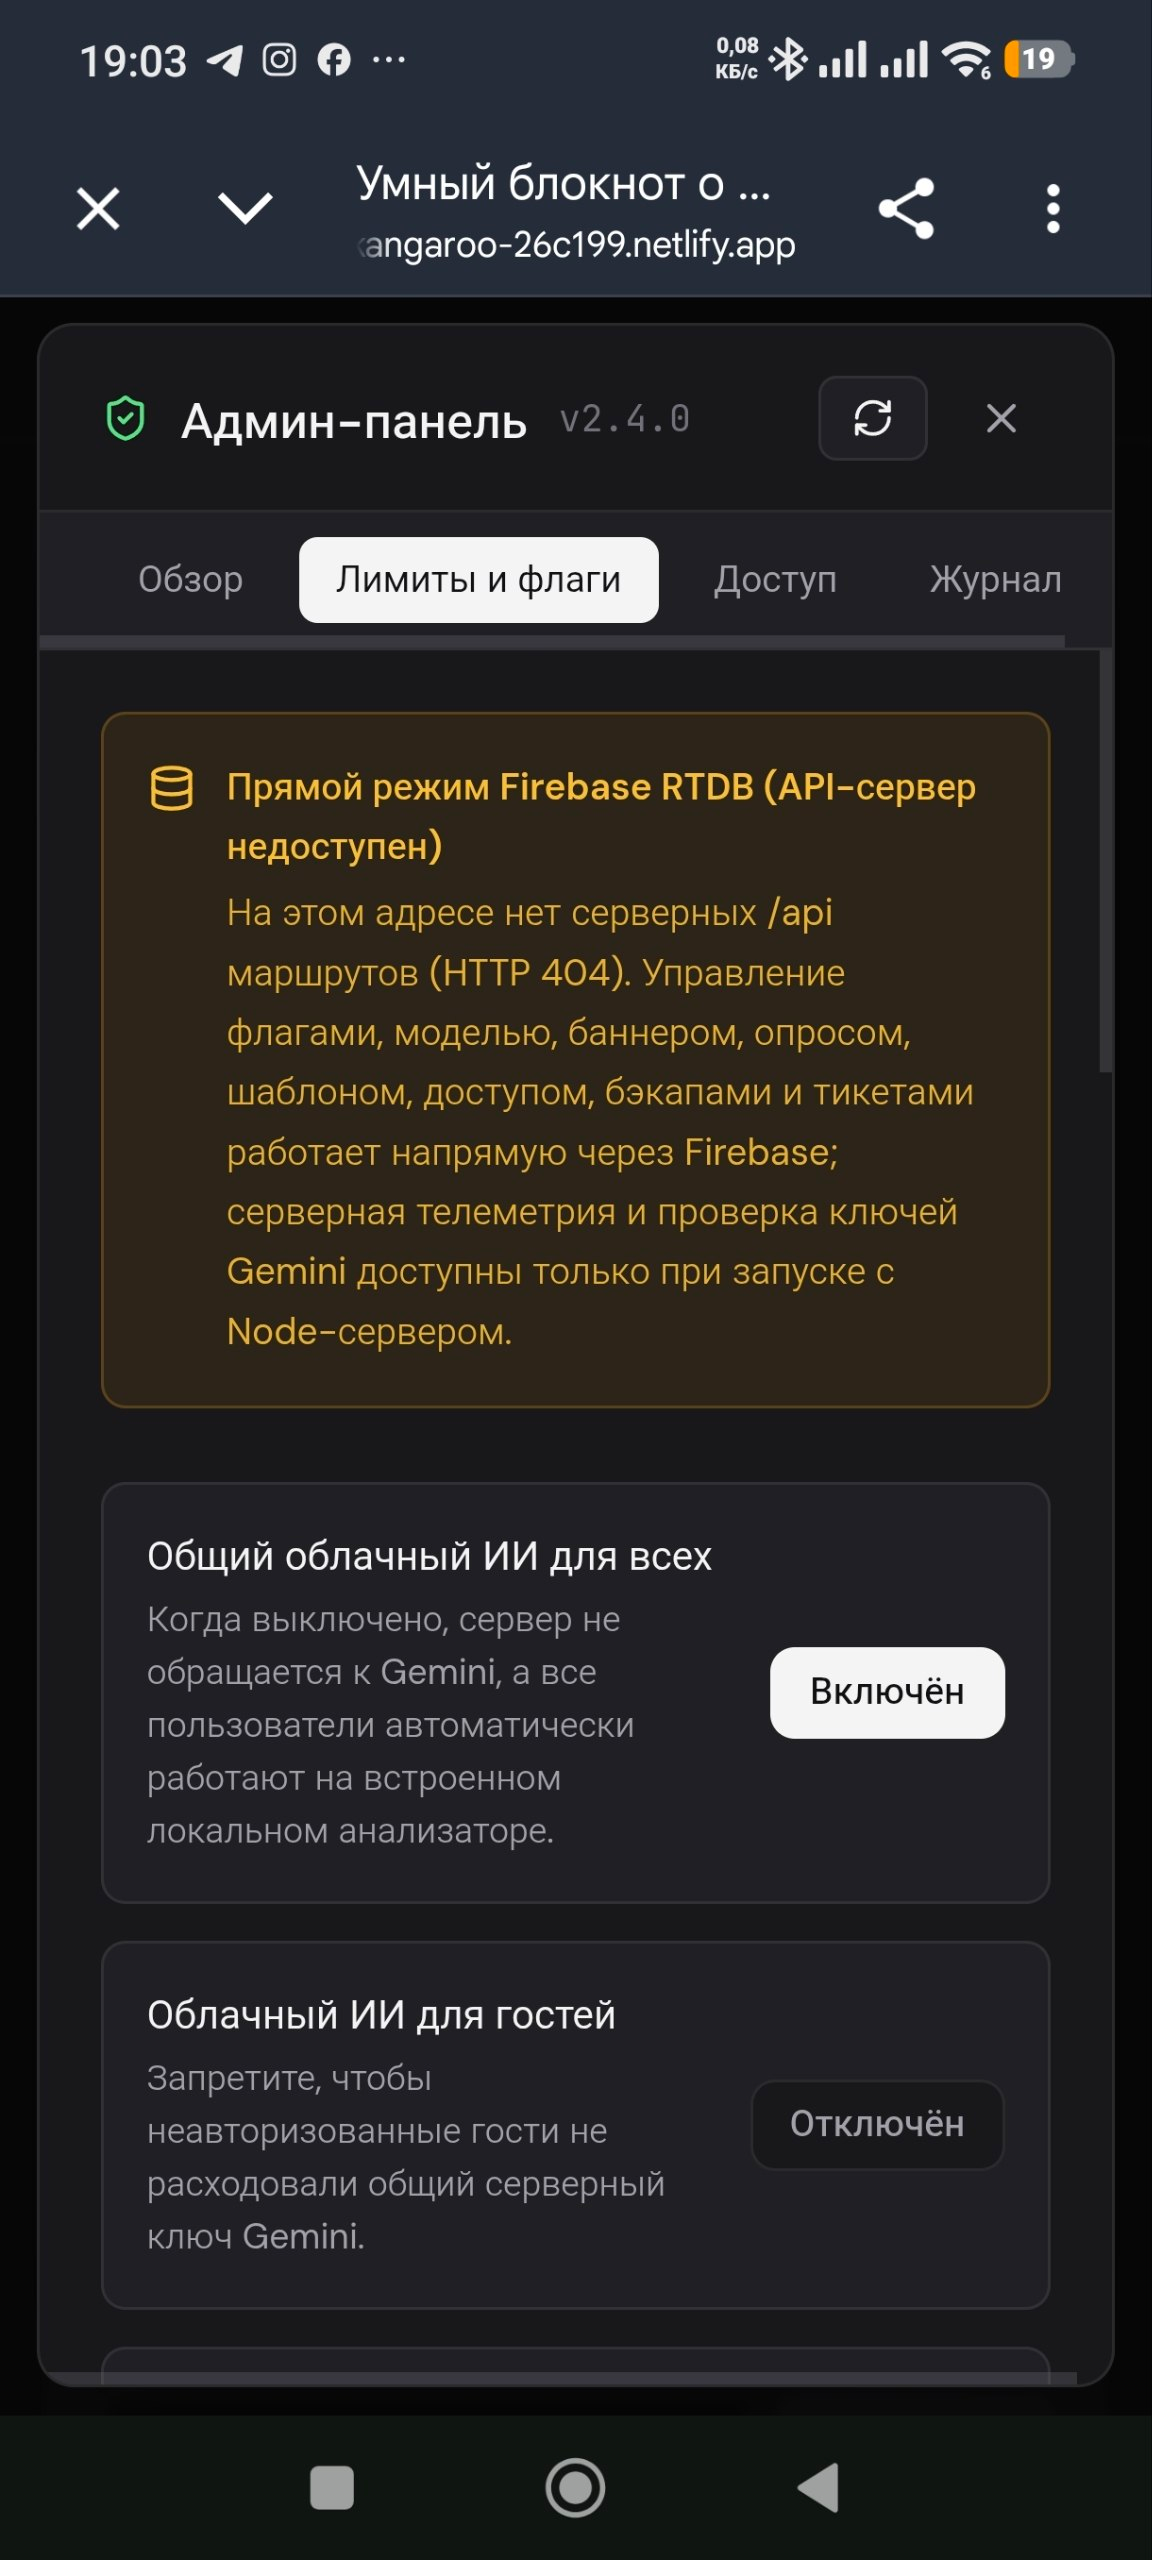 19:03
0,08
КБ/с
6
19
Умный блокнот о ...
kangaroo-26c199.netlify.app
Админ-панель v2.4.0
Обзор
Лимиты и флаги
Доступ
Журнал
Прямой режим Firebase RTDB (API-сервер
недоступен)
На этом адресе нет серверных /api
маршрутов (HTTP 404). Управление
флагами, моделью, баннером, опросом,
шаблоном, доступом, бэкапами и тикетами
работает напрямую через Firebase;
серверная телеметрия и проверка ключей
Gemini доступны только при запуске с
Node-сервером.
Общий облачный ИИ для всех
Когда выключено, сервер не
обращается к Gemini, а все
пользователи автоматически
работают на встроенном
локальном анализаторе.
Включён
Облачный ИИ для гостей
Запретите, чтобы
неавторизованные гости не
расходовали общий серверный
ключ Gemini.
Отключён